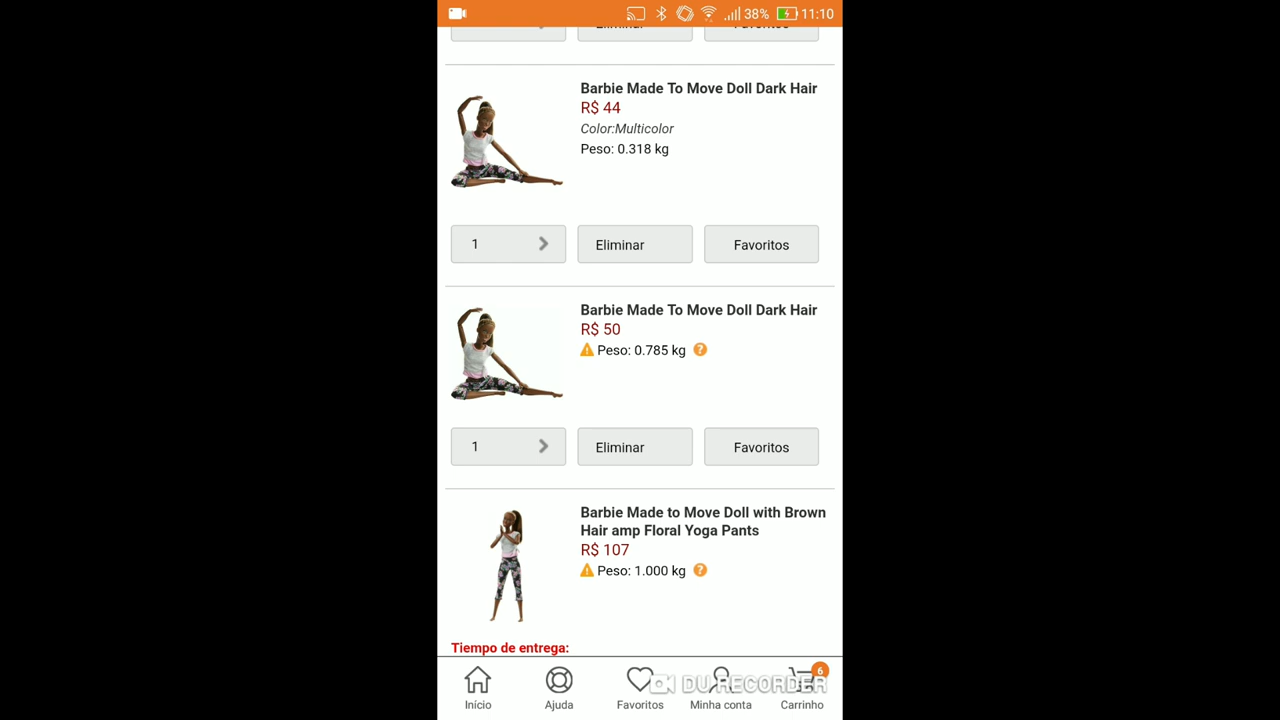 38% 11:10
Eliminar Favoritos
Barbie Made To Move Doll Dark Hair
R$ 44
Color:Multicolor
Peso: 0.318 kg
1 Eliminar Favoritos
Barbie Made To Move Doll Dark Hair
R$ 50
Peso: 0.785 kg ?
1 Eliminar Favoritos
Barbie Made to Move Doll with Brown
Hair amp Floral Yoga Pants
R$ 107
Peso: 1.000 kg ?
Tiempo de entrega:
6
DU RECORDER
Início Ajuda Favoritos Minha conta Carrinho